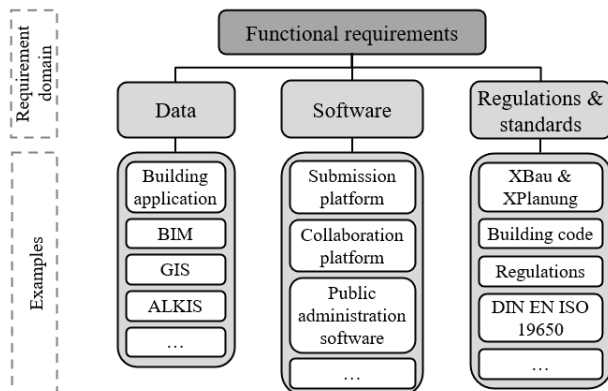 Requirement
domain
Functional requirements
Data
Software
Regulations &
standards
Examples
Building
application
BIM
GIS
ALKIS
…
Submission
platform
Collaboration
platform
Public
administration
software
…
XBau &
XPlanung
Building code
Regulations
DIN EN ISO
19650
…